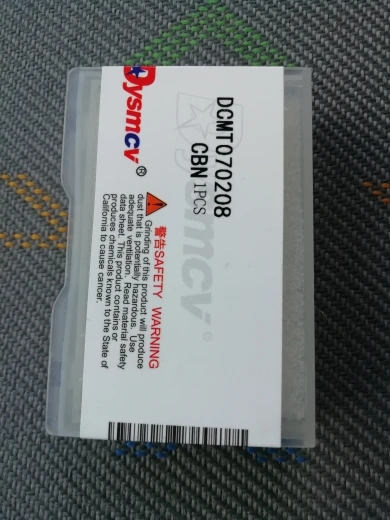 Dysmcv®
DCMT070208
CBN 1PCS
警告SAFETY WARNING
Grinding of this product will produce
dust that is potentially hazardous. Use
adequate ventilation. Read material safety
data sheet. This product contains or
produces chemicals known to the State of
California to cause cancer.